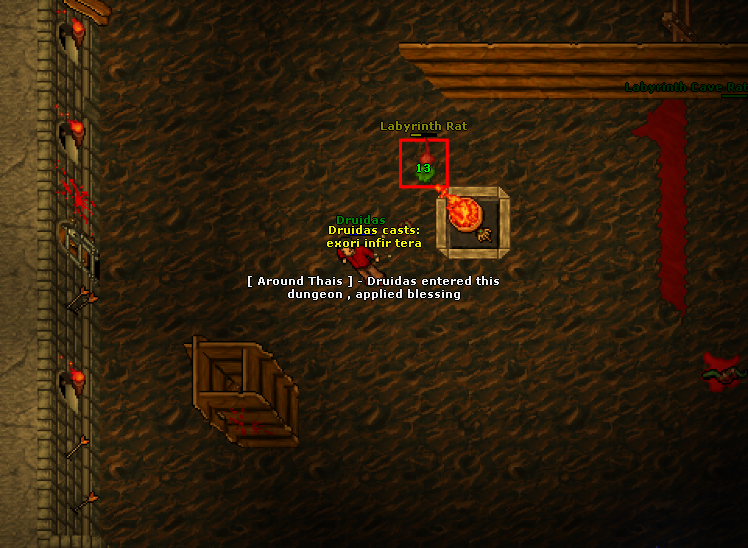 Labyrinth Cave Rat
Labyrinth Rat
13
Druidas
Druidas casts:
exori infir tera
[ Around Thais ] - Druidas entered this
dungeon , applied blessing